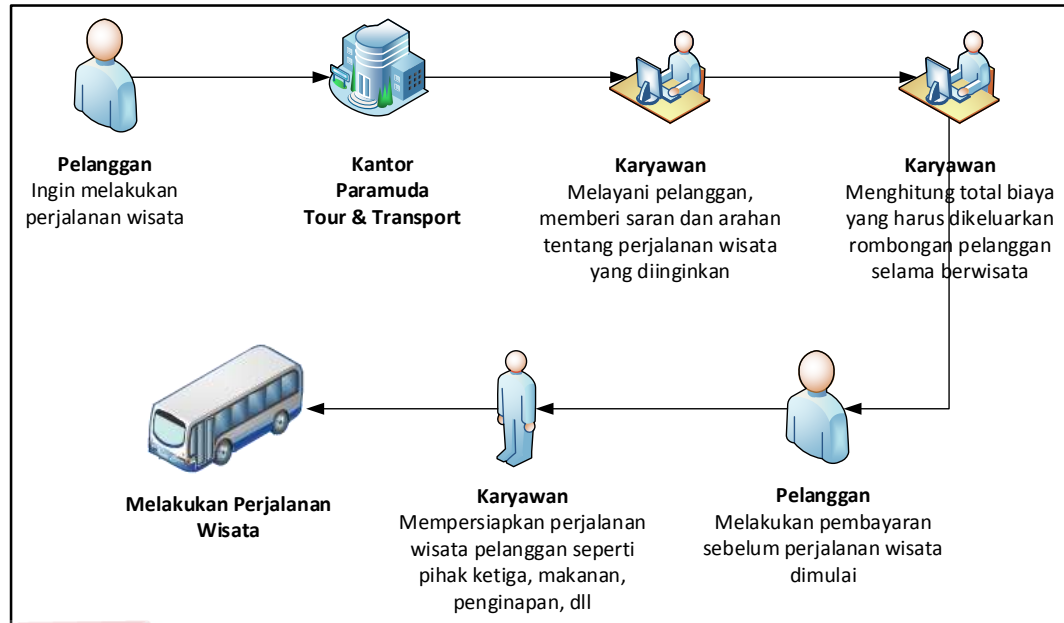 Pelanggan
Ingin melakukan
perjalanan wisata
Kantor
Paramuda
Tour & Transport
Karyawan
Melayani pelanggan,
memberi saran dan arahan
tentang perjalanan wisata
yang diinginkan
Karyawan
Menghitung total biaya
yang harus dikeluarkan
rombongan pelanggan
selama berwisata
Melakukan Perjalanan
Wisata
Karyawan
Mempersiapkan perjalanan
wisata pelanggan seperti
pihak ketiga, makanan,
penginapan, dll
Pelanggan
Melakukan pembayaran
sebelum perjalanan wisata
dimulai